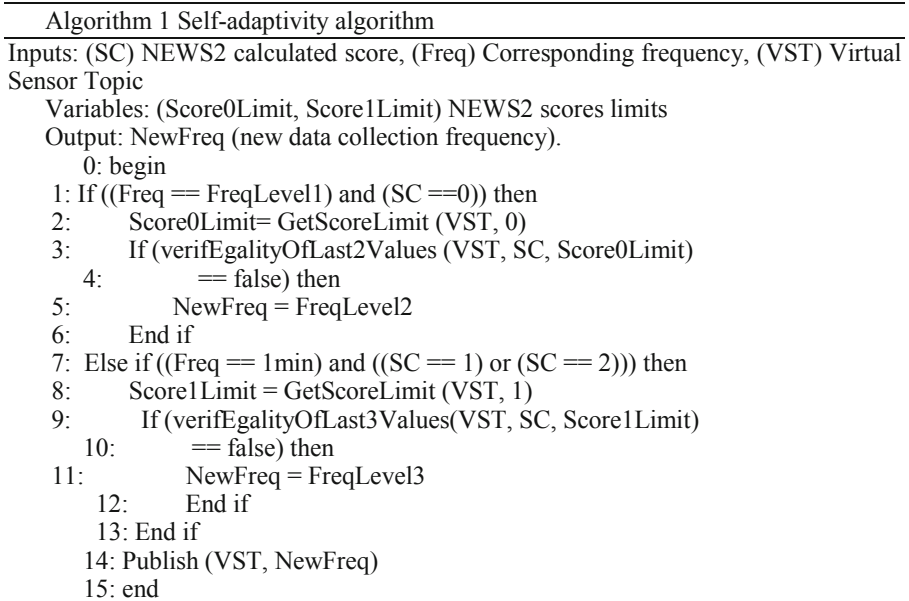 Algorithm 1 Self-adaptivity algorithm
Inputs: (SC) NEWS2 calculated score, (Freq) Corresponding frequency, (VST) Virtual
Sensor Topic
Variables: (Score0Limit, Score1Limit) NEWS2 scores limits
Output: NewFreq (new data collection frequency).
0: begin
1: If ((Freq == FreqLevel1) and (SC ==0)) then
2: Score0Limit= GetScoreLimit (VST, 0)
3: If (verifEgalityOfLast2Values (VST, SC, Score0Limit)
4: == false) then
5: NewFreq = FreqLevel2
6: End if
7: Else if ((Freq == 1min) and ((SC == 1) or (SC == 2))) then
8: Score1Limit = GetScoreLimit (VST, 1)
9: If (verifEgalityOfLast3Values(VST, SC, Score1Limit)
10: == false) then
11: NewFreq = FreqLevel3
12: End if
13: End if
14: Publish (VST, NewFreq)
15: end